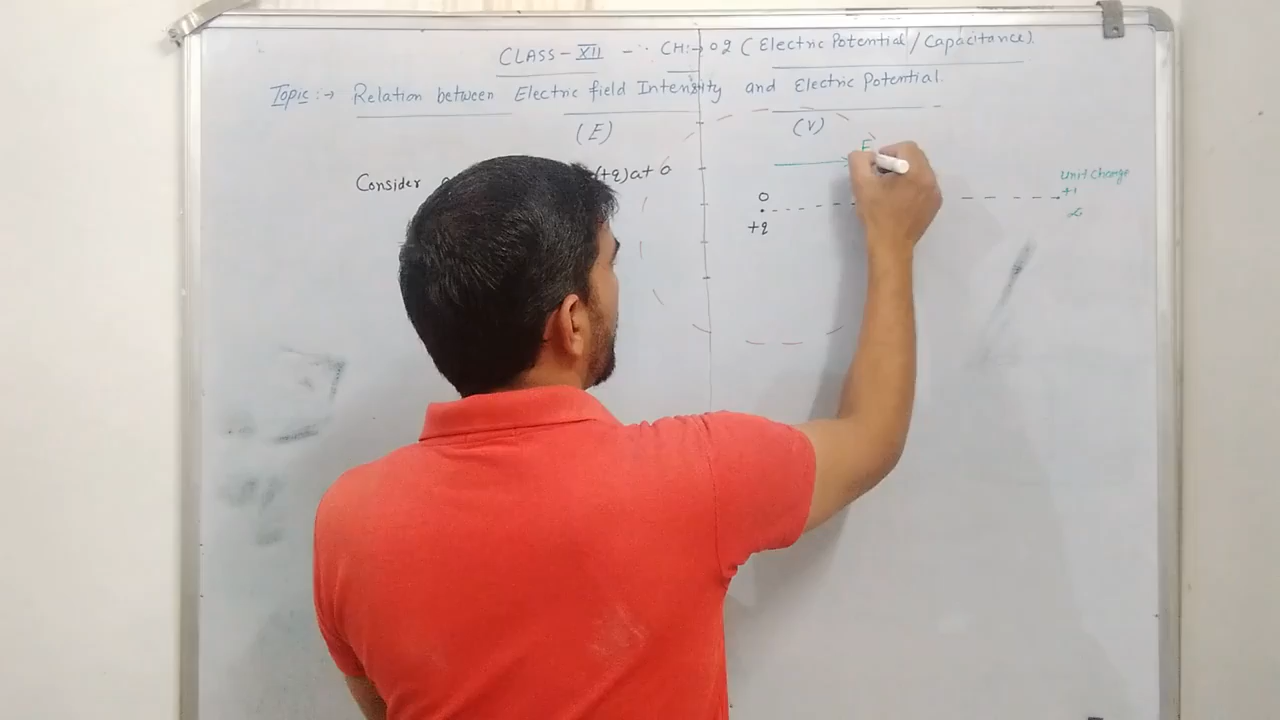 CLASS-XII -:- CH:-02 (Electric Potential/Capacitance).
Topic:→ Relation between Electric field Intensity and Electric Potential.
(E) (V)
Consider (+q) at O
E
O
+q
unit charge
+1
∞